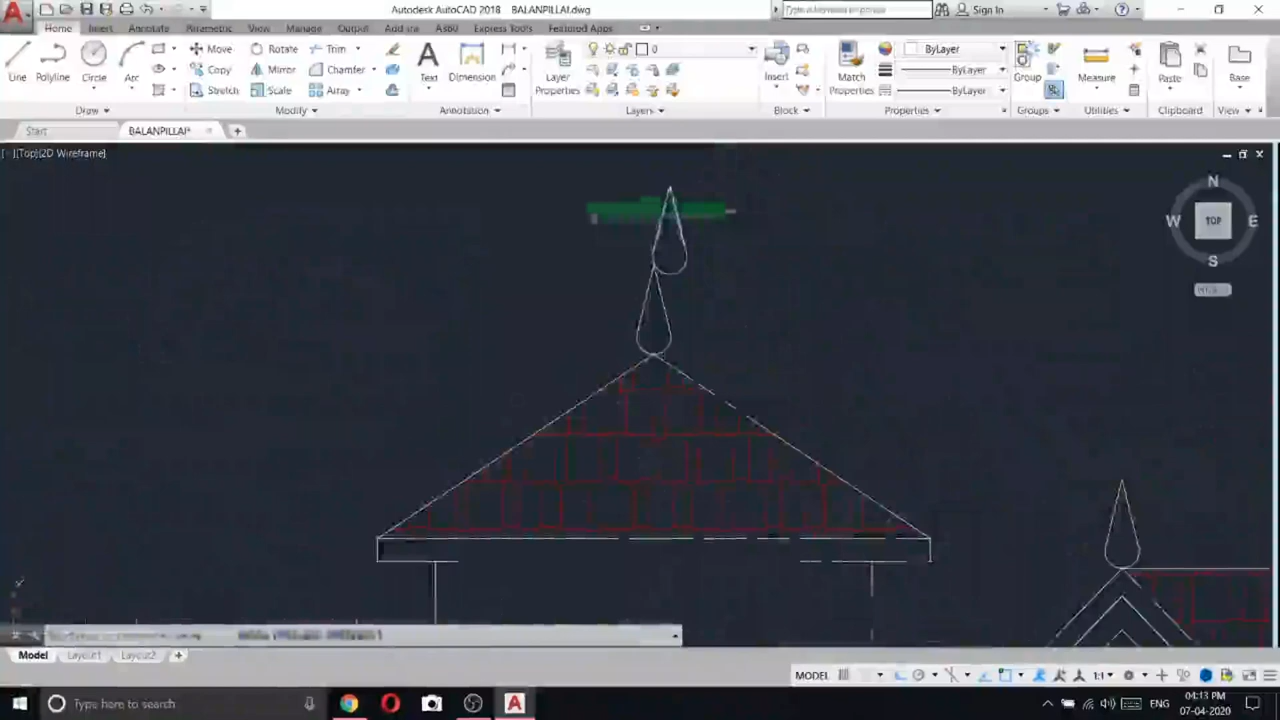 Autodesk AutoCAD 2018 BALANPILLAI.dwg
Type a keyword or phrase
Sign In
Home Insert Annotate Parametric View Manage Output Add-ins A360 Express Tools Featured Apps
Line Polyline Circle Arc
Move Rotate Trim
Copy Mirror Chamfer
Stretch Scale Array
Text Dimension
Layer Properties
0
Insert
Match Properties
ByLayer
ByLayer
ByLayer
Group
Measure
Paste
Base
Draw Modify Annotation Layers Block Properties Groups Utilities Clipboard View
Start BALANPILLAI*
[-][Top][2D Wireframe]
N
W TOP E
S
Model Layout1 Layout2
MODEL 1:1
Type here to search
ENG
04:13 PM
07-04-2020